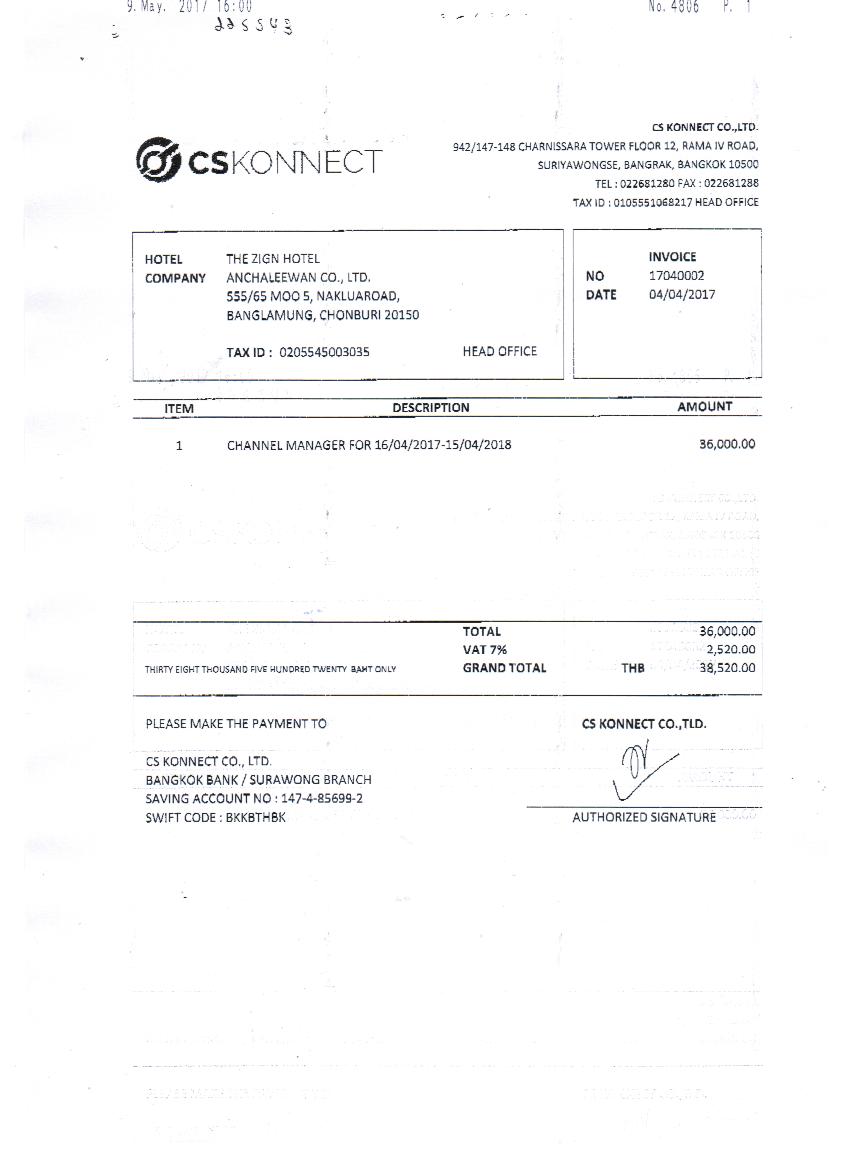 9. May. 2017 16:00
No. 4806 P. 1
225543
CS KONNECT CO.,LTD.
942/147-148 CHARNISSARA TOWER FLOOR 12, RAMA IV ROAD,
SURIYAWONGSE, BANGRAK, BANGKOK 10500
TEL : 022681280 FAX : 022681288
TAX ID : 0105551068217 HEAD OFFICE
CSKONNECT
HOTEL THE ZIGN HOTEL
COMPANY ANCHALEEWAN CO., LTD.
555/65 MOO 5, NAKLUAROAD,
BANGLAMUNG, CHONBURI 20150
TAX ID : 0205545003035 HEAD OFFICE
INVOICE
NO 17040002
DATE 04/04/2017
ITEM DESCRIPTION AMOUNT
1 CHANNEL MANAGER FOR 16/04/2017-15/04/2018 36,000.00
TOTAL 36,000.00
VAT 7% 2,520.00
THIRTY EIGHT THOUSAND FIVE HUNDRED TWENTY BAHT ONLY GRAND TOTAL THB 38,520.00
PLEASE MAKE THE PAYMENT TO
CS KONNECT CO.,TLD.
CS KONNECT CO., LTD.
BANGKOK BANK / SURAWONG BRANCH
SAVING ACCOUNT NO : 147-4-85699-2
SWIFT CODE : BKKBTHBK
AUTHORIZED SIGNATURE